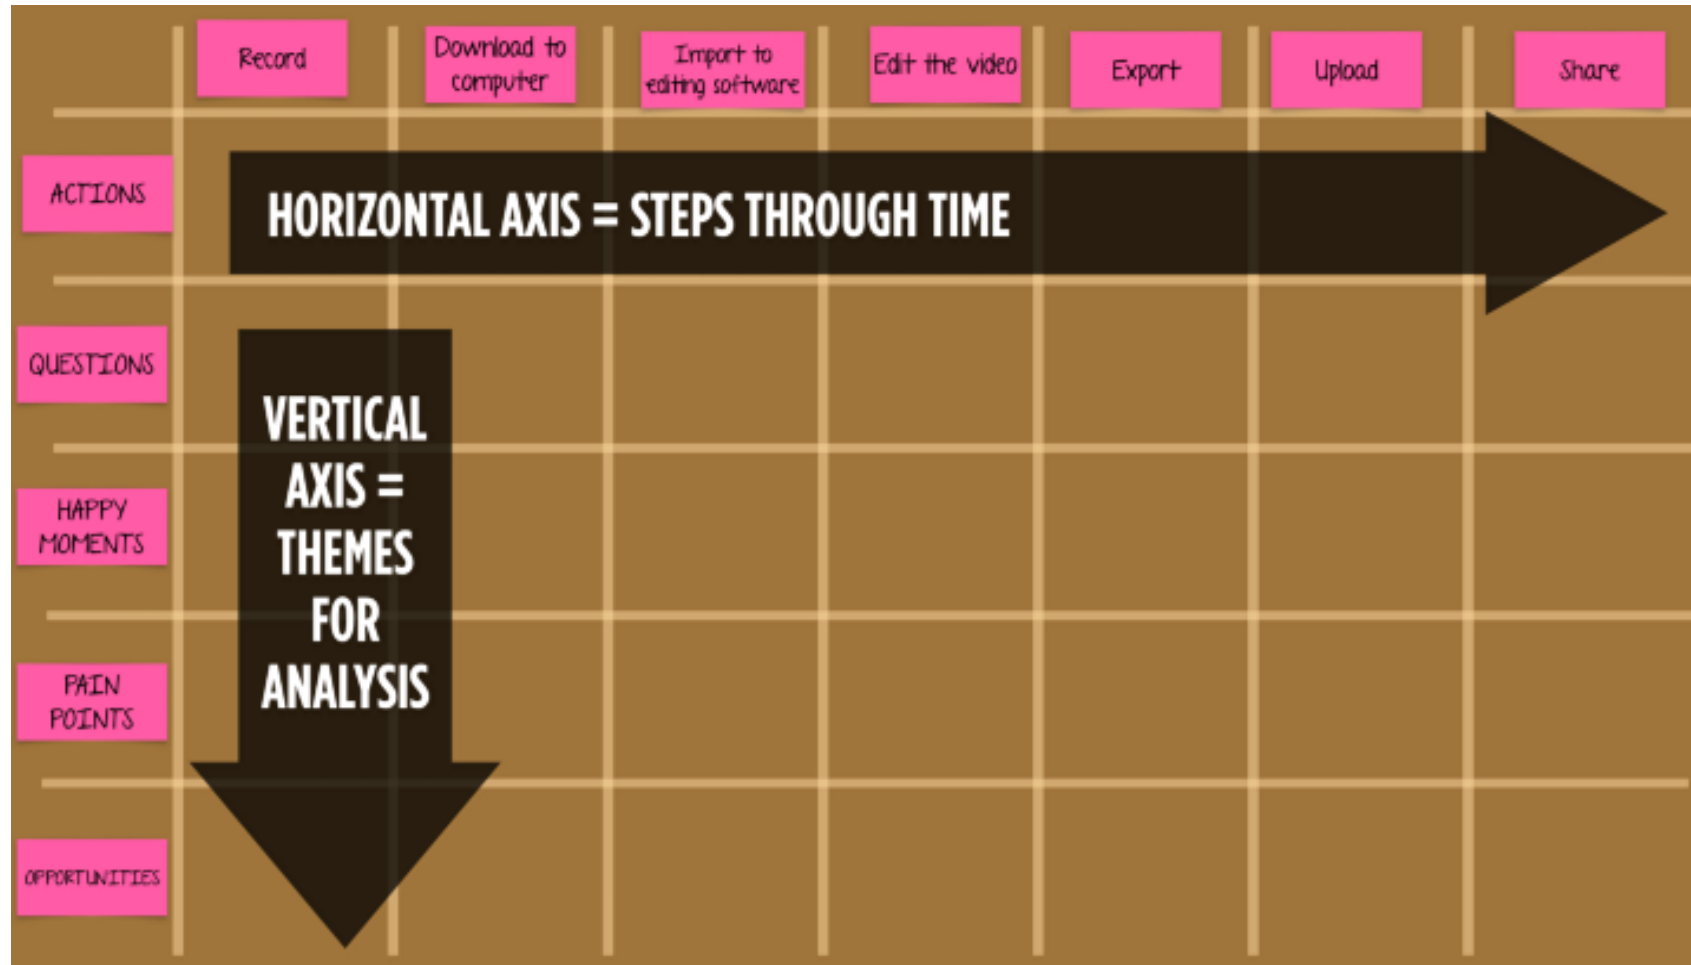 Record
Download to
computer
Import to
editing software
Edit the video
Export
Upload
Share
ACTIONS
HORIZONTAL AXIS = STEPS THROUGH TIME
QUESTIONS
VERTICAL
AXIS =
THEMES
FOR
ANALYSIS
HAPPY
MOMENTS
PAIN
POINTS
OPPORTUNITIES